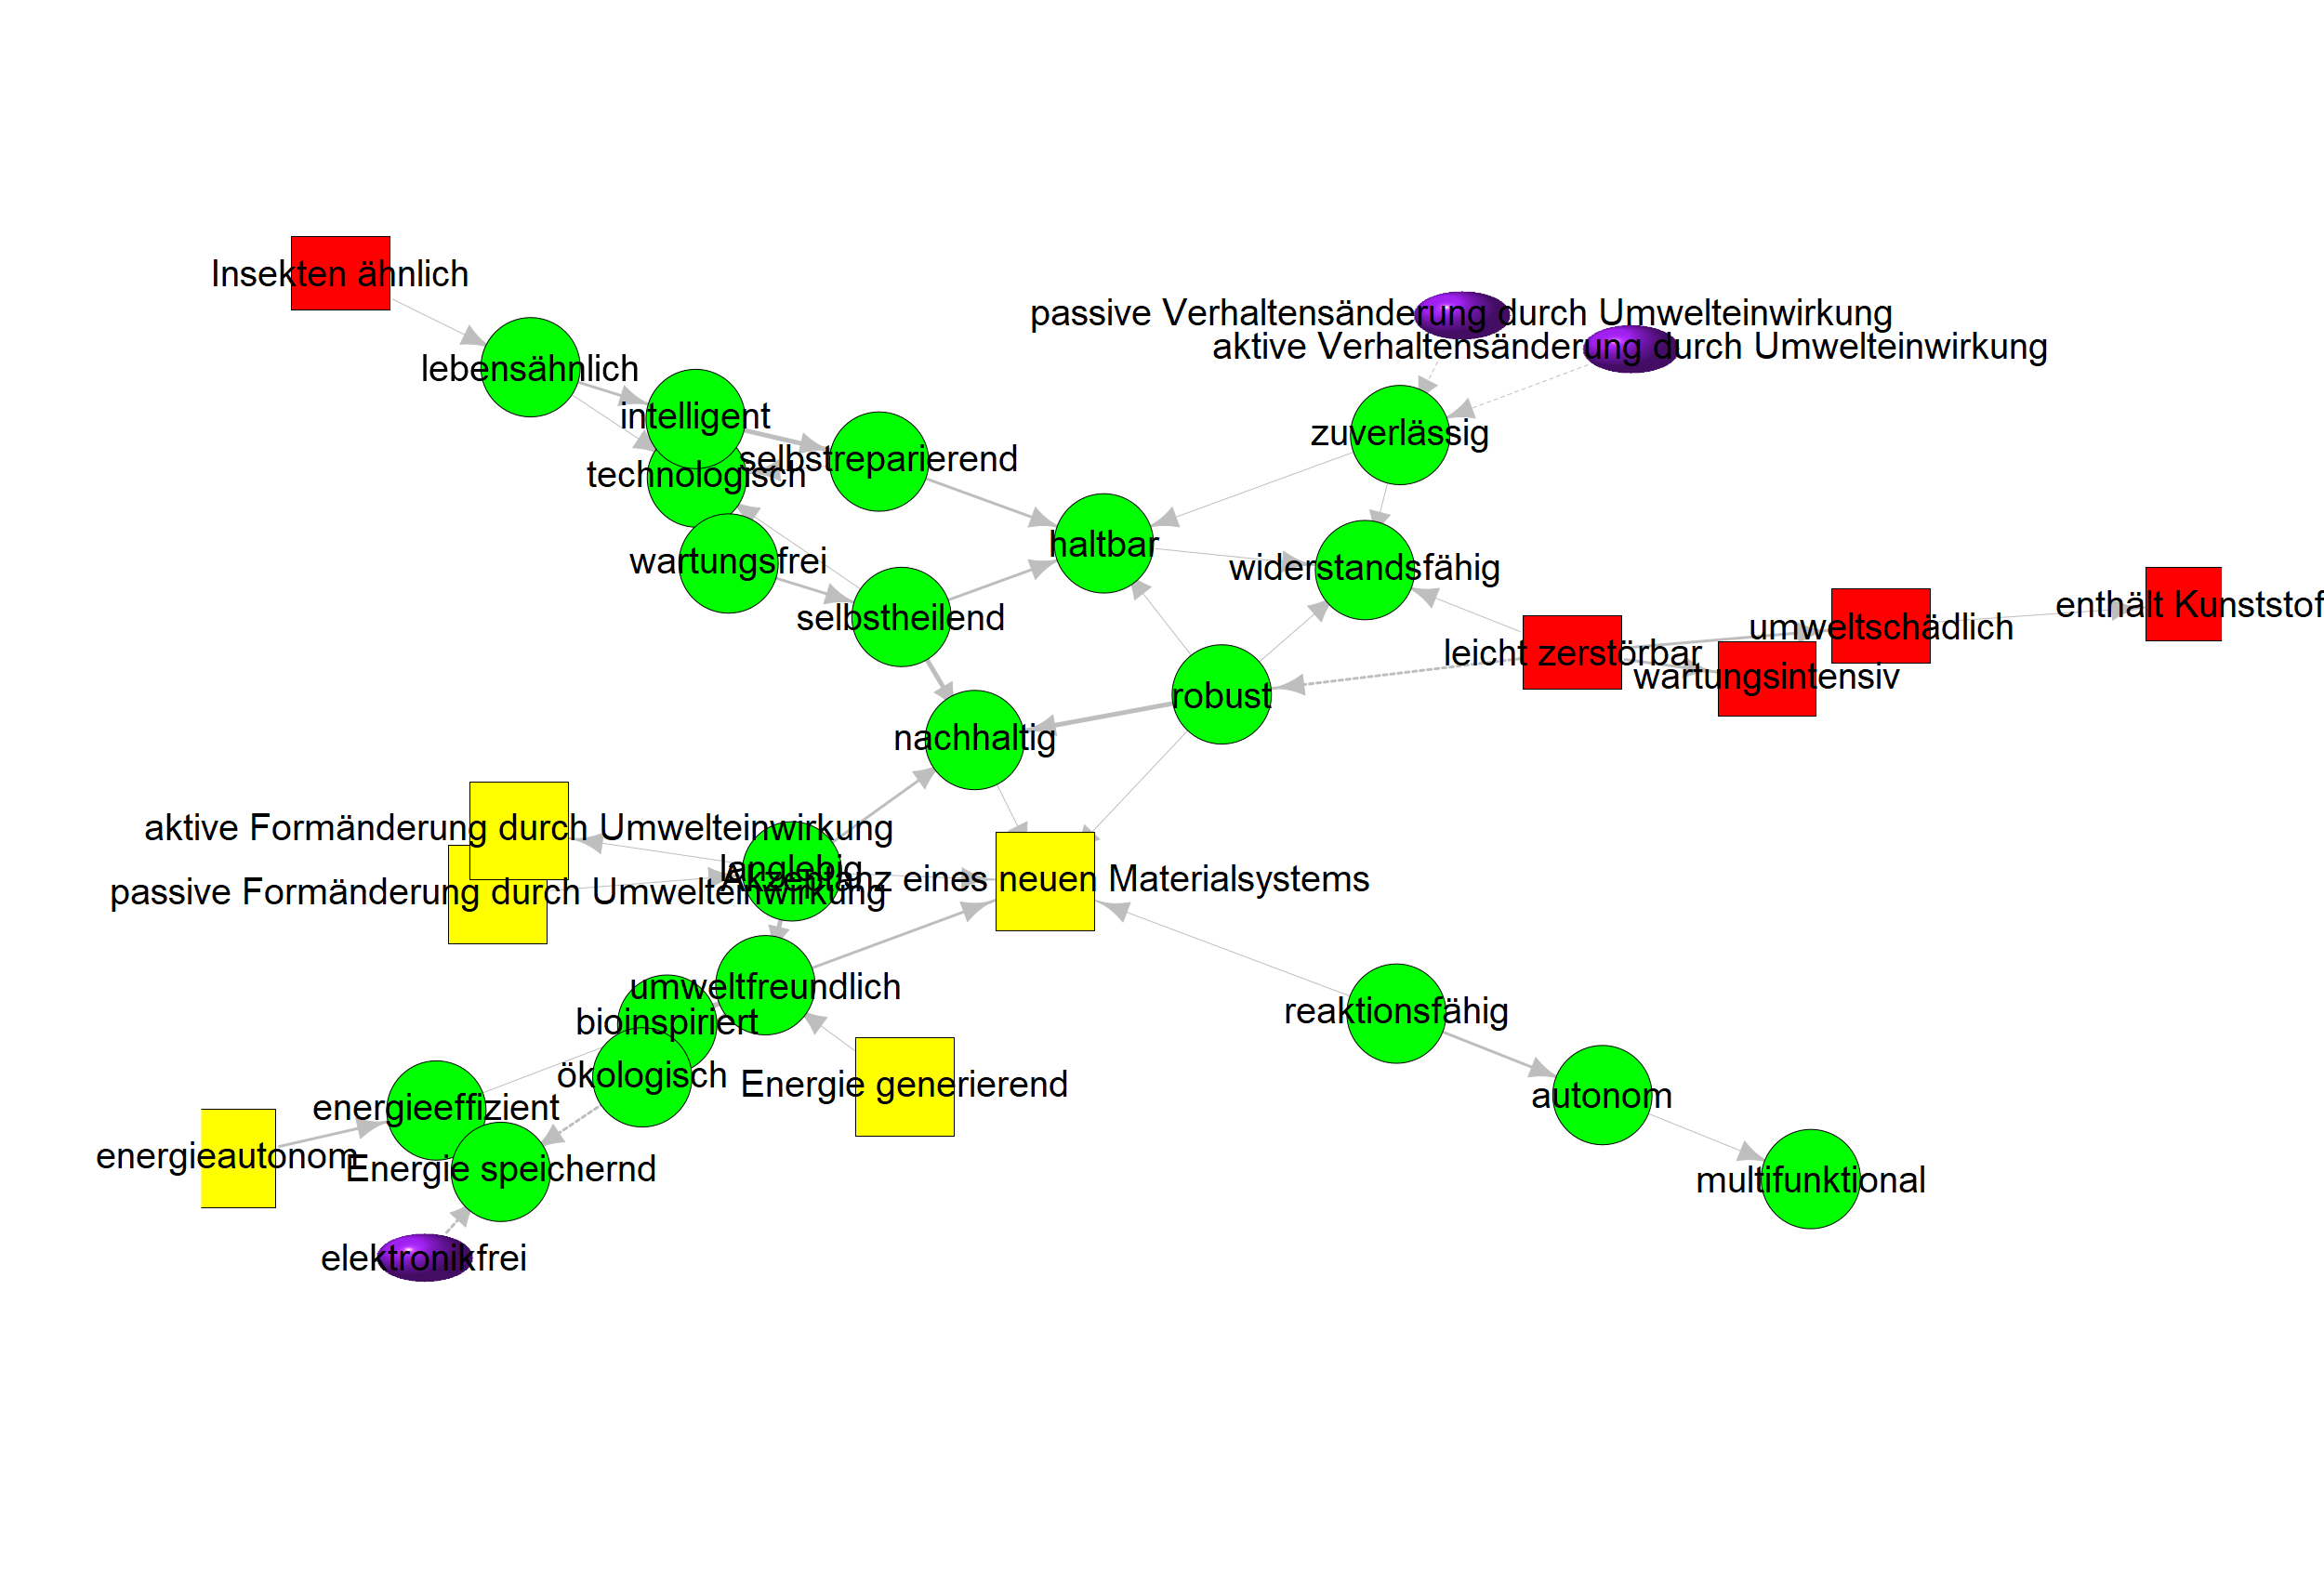 Insekten ähnlich
passive Verhaltensänderung durch Umwelteinwirkung
aktive Verhaltensänderung durch Umwelteinwirkung
lebensähnlich
intelligent
zuverlässig
selbstreparierend
technologisch
haltbar
wartungsfrei
widerstandsfähig
enthält Kunststof
selbstheilend
umweltschädlich
leicht zerstörbar
wartungsintensiv
robust
nachhaltig
aktive Formänderung durch Umwelteinwirkung
langlebig
Akzeptanz eines neuen Materialsystems
passive Formänderung durch Umwelteinwirkung
umweltfreundlich
reaktionsfähig
bioinspiriert
ökologisch
Energie generierend
autonom
energieeffizient
energieautonom
Energie speichernd
multifunktional
elektronikfrei